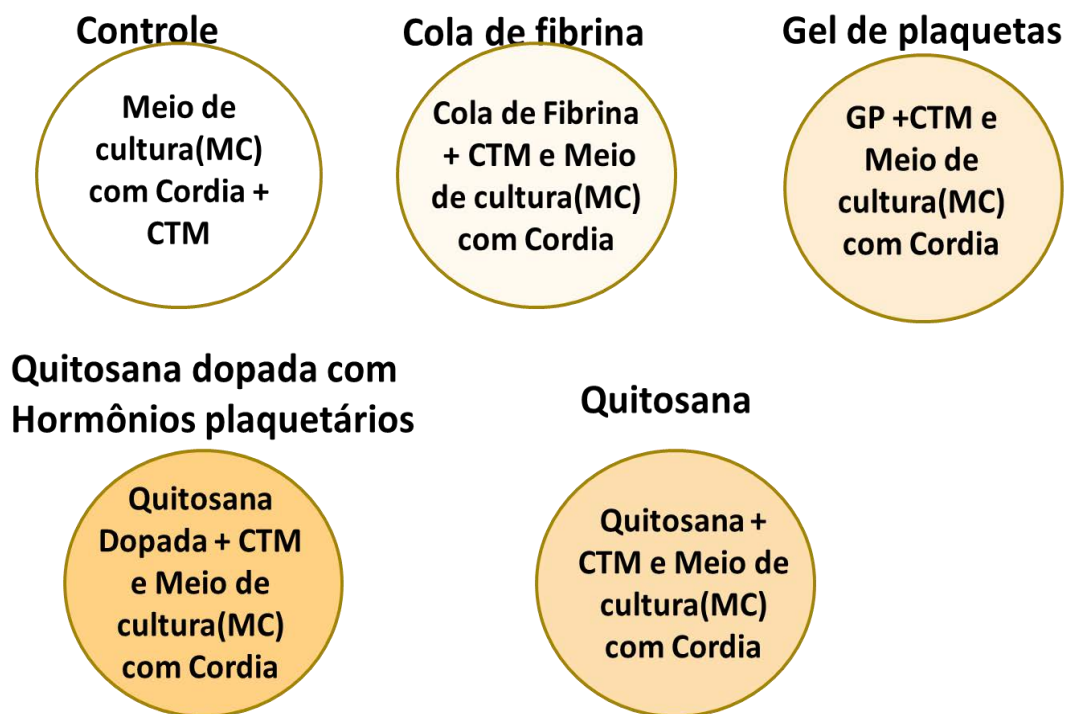 Controle
Meio de
cultura(MC)
com Cordia +
CTM
Cola de fibrina
Cola de Fibrina
+ CTM e Meio
de cultura(MC)
com Cordia
Gel de plaquetas
GP +CTM e
Meio de
cultura(MC)
com Cordia
Quitosana dopada com
Hormônios plaquetários
Quitosana
Dopada + CTM
e Meio de
cultura(MC)
com Cordia
Quitosana
Quitosana +
CTM e Meio de
cultura(MC)
com Cordia